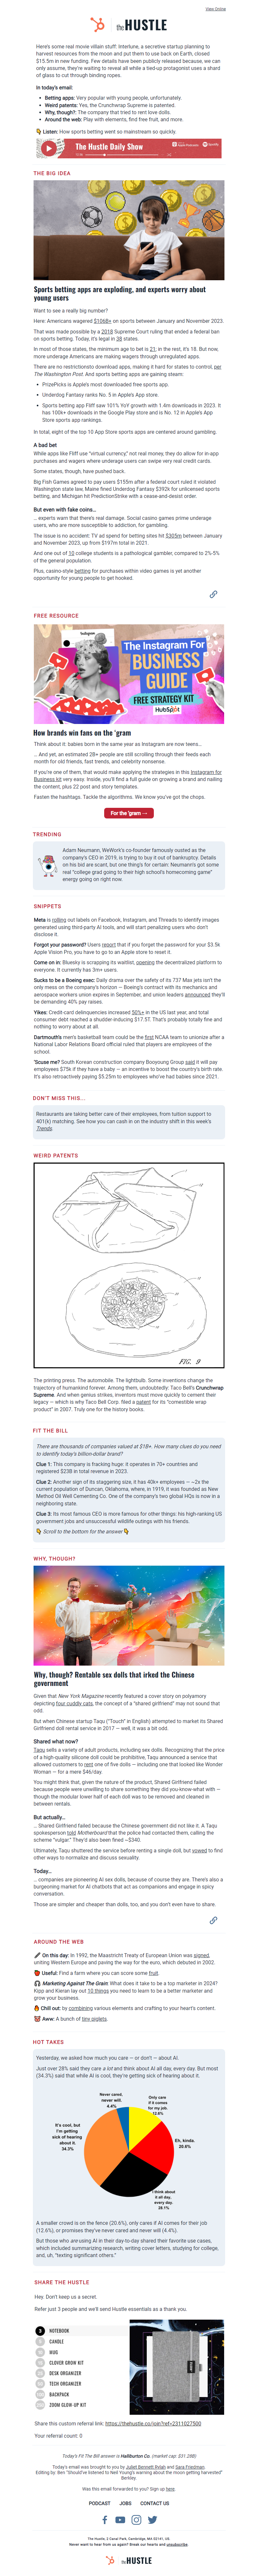 View Online
theHUSTLE
Here's some real movie villain stuff: Interlune, a secretive startup planning to
harvest resources from the moon and put them to use back on Earth, closed
$15.5m in new funding. Few details have been publicly released because, we can
only assume, they're waiting to reveal all while a tied-up protagonist uses a shard
of glass to cut through binding ropes.
In today's email:
Betting apps: Very popular with young people, unfortunately.
Weird patents: Yes, the Crunchwrap Supreme is patented.
Why, though?: The company that tried to rent love dolls.
Around the web: Play with elements, find free fruit, and more.
Listen: How sports betting went so mainstream so quickly.
The Hustle Daily Show
THE BIG IDEA
Sports betting apps are exploding, and experts worry about
young users
Want to see a really big number?
Here: Americans wagered $106B+ on sports between January and November 2023.
That was made possible by a 2018 Supreme Court ruling that ended a federal ban
on sports betting. Today, it's legal in 38 states.
In most of those states, the minimum age to bet is 21; in the rest, it's 18. But now,
some underage Americans are making wagers through unregulated apps.
There are no restrictions on downloading apps, making it harder for states to control, per
The Washington Post. And sports betting apps are gaming steam:
PrizePicks is Apple's most downloaded free sports app.
Underdog Fantasy ranks No. 5 in Apple's App store.
Sports betting app Fliff saw 101% YoY growth with 1.4m downloads in 2023. It
has 100k+ downloads in the Google Play store and is No. 12 in Apple's App
Store sports app rankings.
In total, eight of the top 10 App Store sports apps are centered around gambling.
A bad bet
While apps like Fliff use "virtual currency," not real money, they do allow for in-app
purchases and wagers where underage users can swipe very real credit cards.
Some states, though, have pushed back.
Big Fish Games agreed to pay users $155m after a federal court ruled it violated
Washington state law, Maine fined Underdog Fantasy $392k for unlicensed sports
betting, and Michigan hit PredictionStrike with a cease-and-desist order.
But even with fake coins…
… experts warn that there's real damage. Social casino games prime underage
users, who are more susceptible to addiction, for gambling.
The issue is no accident: TV ad spend for betting sites hit $305m between January
and November 2023, up from $197m total in 2021.
And one out of 10 college students is a pathological gambler, compared to 2%-5%
of the general population.
Plus, casino-style betting for purchases within video games is yet another
opportunity for young people to get hooked.
FREE RESOURCE
The Instagram For
BUSINESS
GUIDE
FREE STRATEGY KIT
HubSpot
How brands win fans on the 'gram
Think about it: babies born in the same year as Instagram are now teens…
… And yet, an estimated 2B+ people are still scrolling through their feeds each
month for old friends, fast trends, and celebrity nonsense.
If you're one of them, that would make applying the strategies in this Instagram for
Business kit very easy. Inside, you'll find a full guide on growing a brand and nailing
the content, plus 22 post and story templates.
Fasten the hashtags. Tackle the algorithms. We know you've got the chops.
For the 'gram →
TRENDING
Adam Neumann, WeWork's co-founder famously ousted as the
company's CEO in 2019, is trying to buy it out of bankruptcy. Details
on his bid are scant, but one thing's for certain: Neumann's got some
real "college grad going to their high school's homecoming game"
energy going on right now.
SNIPPETS
Meta is rolling out labels on Facebook, Instagram, and Threads to identify images
generated using third-party AI tools, and will start penalizing users who don't
disclose it.
Forgot your password? Users report that if you forget the password for your $3.5k
Apple Vision Pro, you have to go to an Apple store to reset it.
Come on in: Bluesky is scrapping its waitlist, opening the decentralized platform to
everyone. It currently has 3m+ users.
Sucks to be a Boeing exec: Daily drama over the safety of its 737 Max jets isn't the
only mess on the company's horizon — Boeing's contract with its mechanics and
aerospace workers union expires in September and union leaders announced they'll
be demanding 40% pay raises.
Yikes: Credit card delinquencies increased 50%+ in the US last year, and total
consumer debt reached an absolute mind-boggling $17.5T. That's probably totally fine and
nothing to worry about at all.
Dartmouth's men's basketball team could be the first NCAA team to unionize after a
National Labor Relations Board official ruled that players are employees of the
school.
'Scuse me? South Korean construction company Booyoung Group said it will pay
employees $75k if they have a baby — an incentive to boost the country's birth rate.
It's also retroactively paying $5.25m to employees who've had babies since 2021.
DON'T MISS THIS...
Restaurants are taking better care of their employees, from tuition support to
401(k) matching. See how you can cash in on the industry shift in this week's
Trends.
WEIRD PATENTS
FIG. 9
The printing press. The automobile. The lightbulb. Some inventions change the
trajectory of humankind forever. Among them, undoubtedly: Taco Bell's Crunchwrap
Supreme. And when genius strikes, inventors must move quickly to cement their
legacy — which is why Taco Bell Corp. filed a patent for its "comestible wrap
product" in 2007. Truly one for the history books.
FIT THE BILL
There are thousands of companies valued at $1B+. How many clues do you need
to identify today's billion-dollar brand?
Clue 1: This company is fracking huge: it operates in 70+ countries and
registered $23B in total revenue in 2023.
Clue 2: Another sign of its staggering size, it has 40k+ employees — ~2x the
current population of Duncan, Oklahoma, where, in 1919, it was founded as New
Method Oil Well Cementing Co. One of the company's two global HQs is now in a
neighboring state.
Clue 3: Its most famous CEO is more famous for other things: his high-ranking US
government jobs and unsuccessful wildlife outings with his friends.
Scroll to the bottom for the answer
WHY, THOUGH?
Why, though? Rentable sex dolls that irked the Chinese
government
Given that New York Magazine recently featured a cover story on polyamory
depicting four cuddly cats, the concept of a "shared girlfriend" may not sound that
odd.
But when Chinese startup Taqu ("Touch" in English) attempted to market its Shared
Girlfriend doll rental service in 2017 — well, it was a bit odd.
Shared what now?
Taqu sells a variety of adult products, including sex dolls. Recognizing that the price
of a high-quality silicone doll could be prohibitive, Taqu announced a service that
allowed customers to rent one of five dolls — including one that looked like Wonder
Woman — for a mere $46/day.
You might think that, given the nature of the product, Shared Girlfriend failed
because people were unwilling to share something they did you-know-what with —
though the modular lower half of each doll was to be removed and cleaned in
between rentals.
But actually…
… Shared Girlfriend failed because the Chinese government did not like it. A Taqu
spokesperson told Motherboard that the police had contacted them, calling the
scheme "vulgar." They'd also been fined ~$340.
Ultimately, Taqu shuttered the service before renting a single doll, but vowed to find
other ways to normalize and discuss sexuality.
Today…
… companies are pioneering AI sex dolls, because of course they are. There's also a
burgeoning market for AI chatbots that act as companions and engage in spicy
conversation.
Those are simpler and cheaper than dolls, too, and you don't even have to share.
AROUND THE WEB
On this day: In 1992, the Maastricht Treaty of European Union was signed,
uniting Western Europe and paving the way for the euro, which debuted in 2002.
Useful: Find a farm where you can score some fruit.
Marketing Against The Grain: What does it take to be a top marketer in 2024?
Kipp and Kieran lay out 10 things you need to learn to be a better marketer and
grow your business.
Chill out: by combining various elements and crafting to your heart's content.
Aww: A bunch of tiny piglets.
HOT TAKES
Yesterday, we asked how much you care — or don't — about AI.
Just over 28% said they care a lot and think about AI all day, every day. But most
(34.3%) said that while AI is cool, they're getting sick of hearing about it.
Never cared,
never will.
4.4%
Only care
if it comes
for my job.
12.6%
It's cool, but
I'm getting
sick of hearing
about it.
34.3%
Eh, kinda.
20.6%
I think about
it all day,
every day.
28.1%
A smaller crowd is on the fence (20.6%), only cares if AI comes for their job
(12.6%), or promises they've never cared and never will (4.4%).
But those who are using AI in their day-to-day shared their favorite use cases,
which include summarizing research, writing cover letters, studying for college,
and, uh, "texting significant others."
SHARE THE HUSTLE
Hey. Don't keep us a secret.
Refer just 3 people and we'll send Hustle essentials as a thank you.
3 NOTEBOOK
CANDLE
MUG
CLOVER GROW KIT
DESK ORGANIZER
TECH ORGANIZER
BACKPACK
ZOOM GLOW-UP KIT
Share this custom referral link: https://thehustle.co/join?ref=2311027500
Your referral count: 0
Today's Fit The Bill answer is Halliburton Co. (market cap: $31.20B)
Today's email was brought to you by Juliet Bennett Rylah and Sara Friedman.
Editing by: Ben "Should've listened to Neil Young's warning about the moon getting harvested"
Berkley.
Was this email forwarded to you? Sign up here.
PODCAST JOBS CONTACT US
The Hustle, 2 Canal Park, Cambridge, MA 02141, US
Never want to hear from us again? Break our hearts and unsubscribe.
theHUSTLE